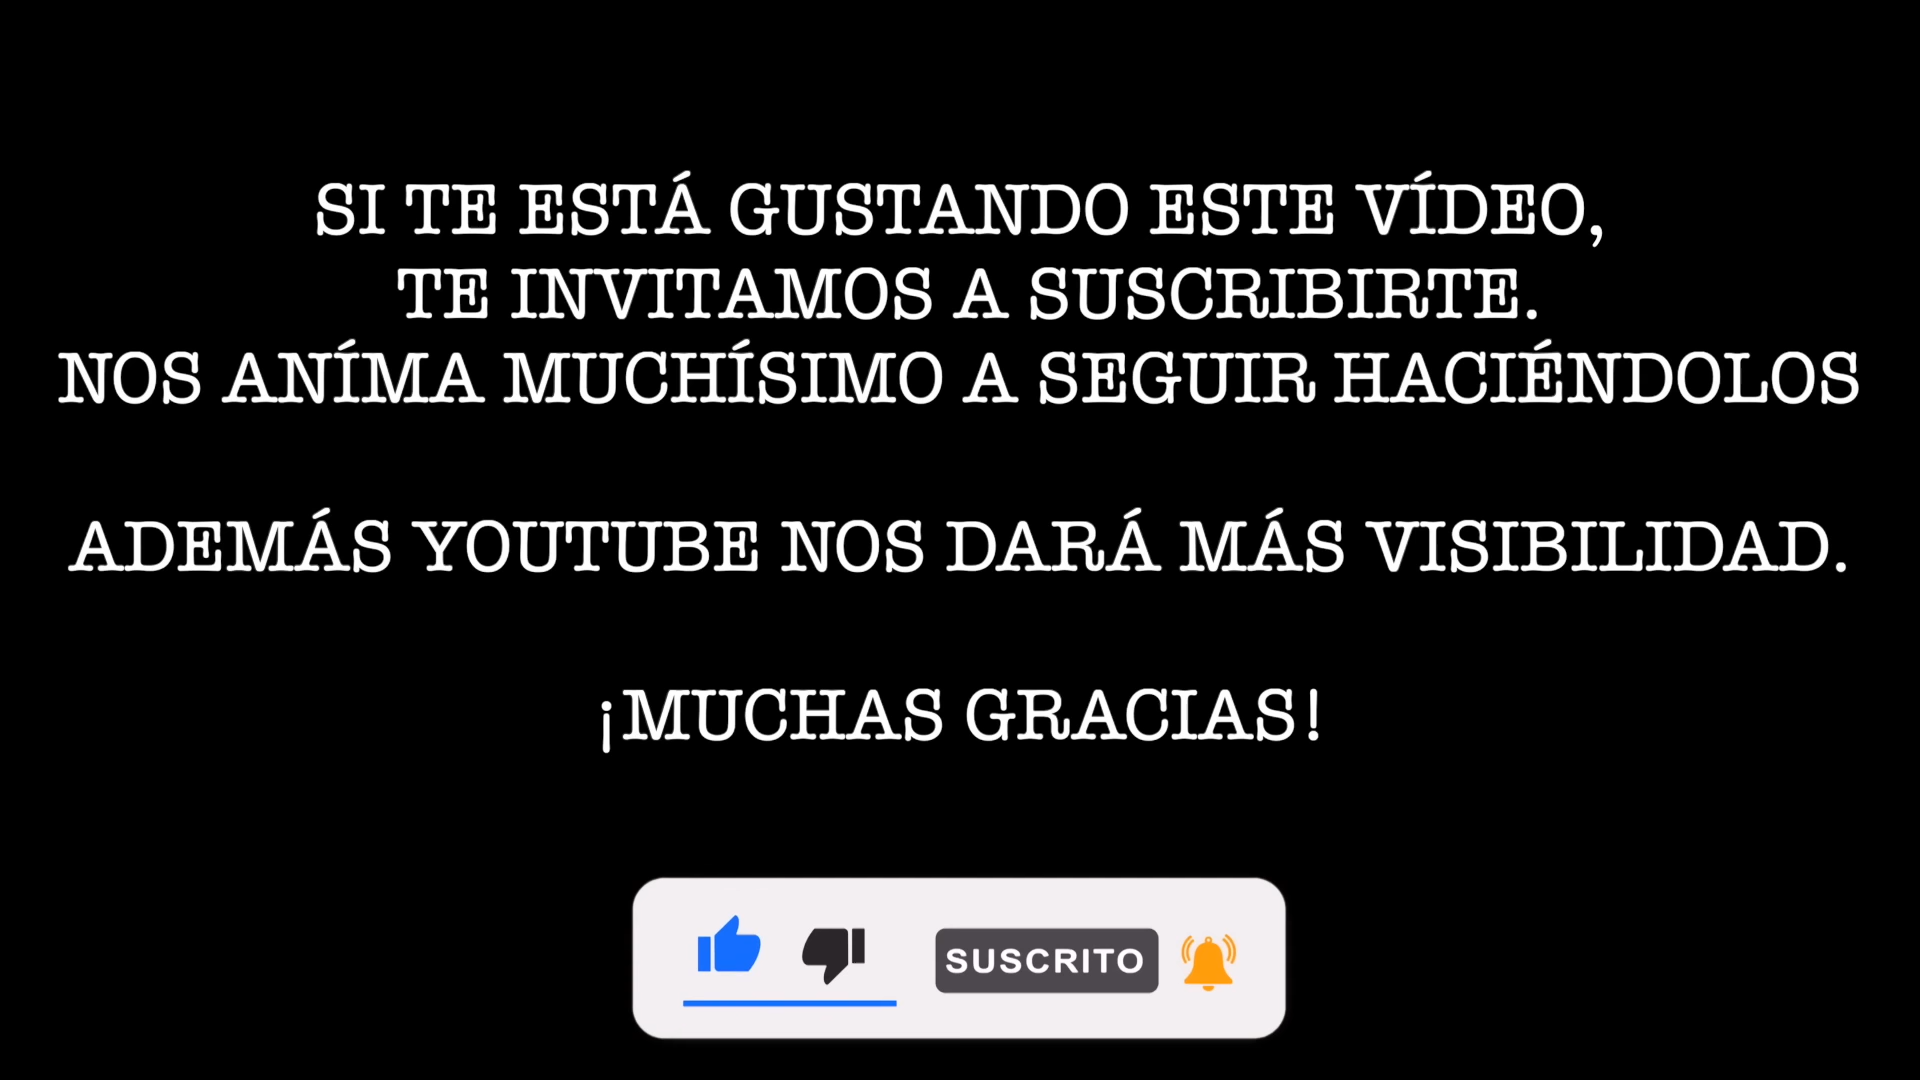 SI TE ESTÁ GUSTANDO ESTE VÍDEO,
TE INVITAMOS A SUSCRIBIRTE.
NOS ANÍMA MUCHÍSIMO A SEGUIR HACIÉNDOLOS
ADEMÁS YOUTUBE NOS DARÁ MÁS VISIBILIDAD.
¡MUCHAS GRACIAS!
SUSCRITO